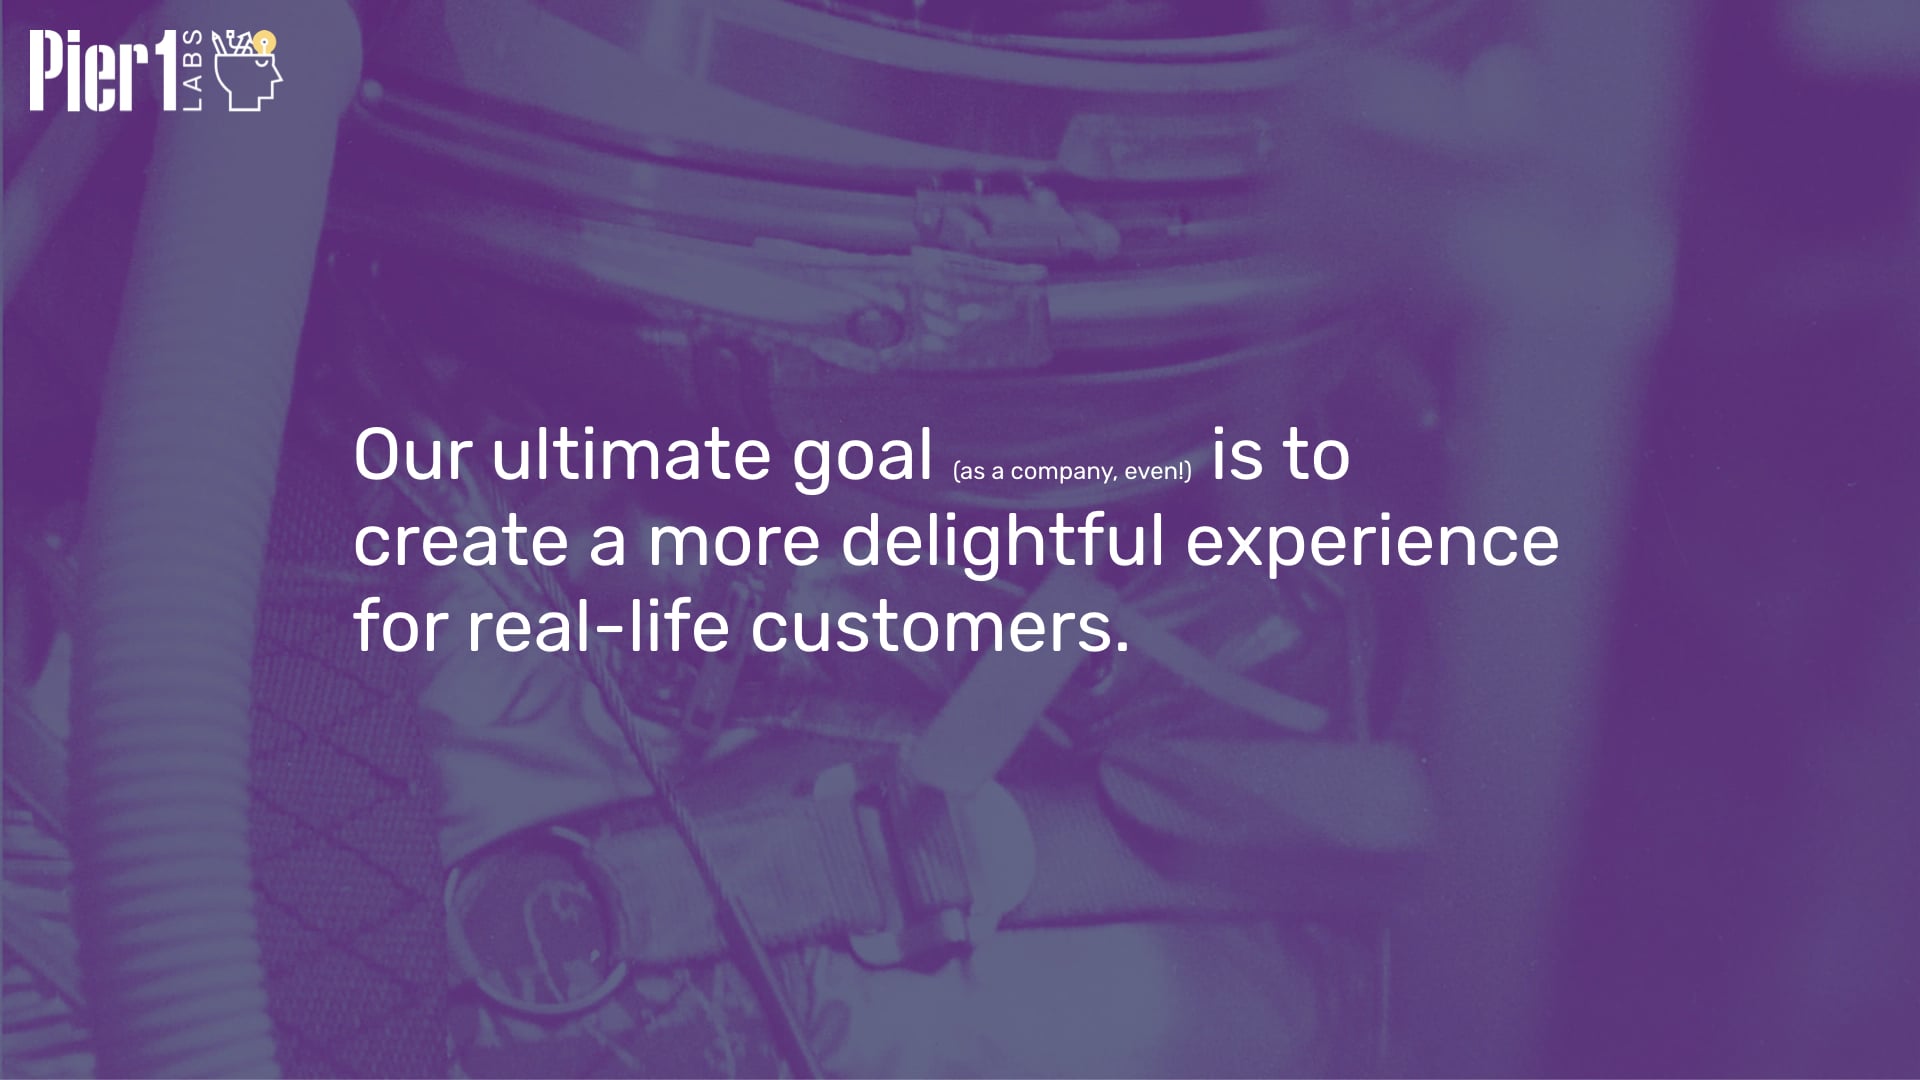 Pier1
LABS
Our ultimate goal (as a company, even!) is to
create a more delightful experience
for real-life customers.